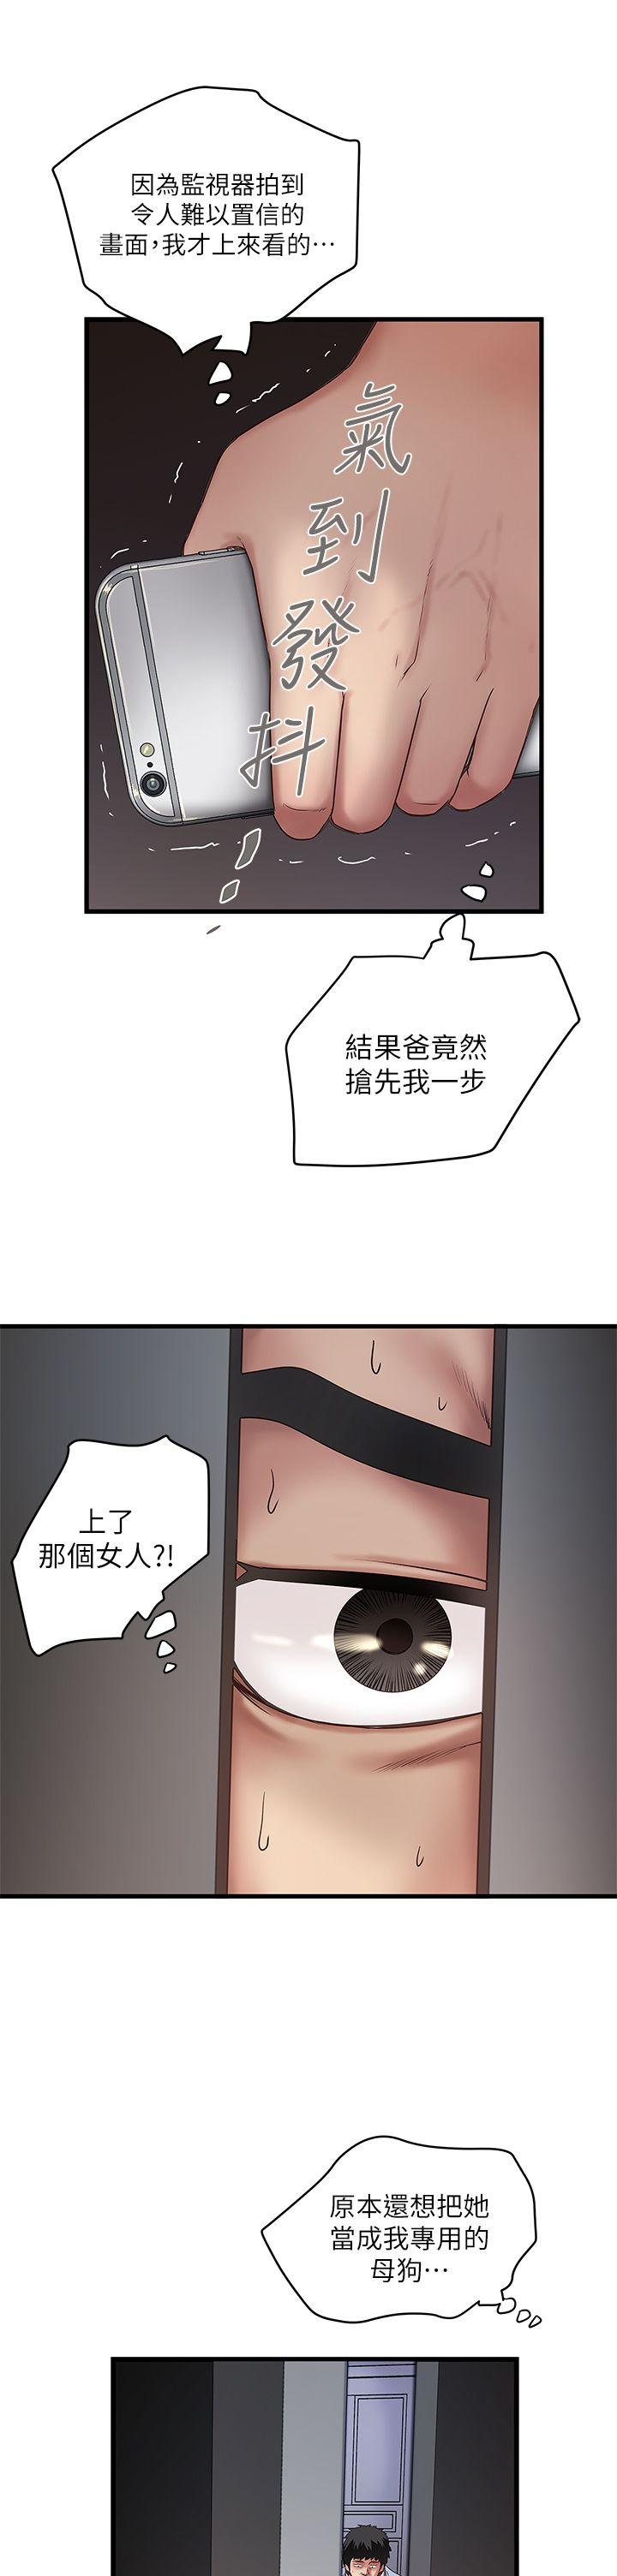 因為監視器拍到
令人難以置信的
畫面，我才上來看的⋯
氣到發抖
結果爸竟然
搶先我一步
上了
那個女人?!
原本還想把她
當成我專用的
母狗⋯